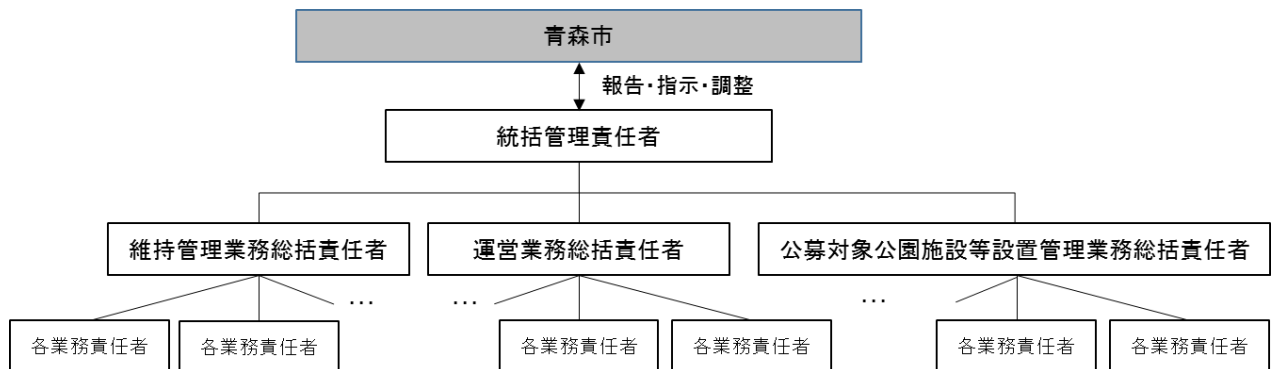 青森市
報告・指示・調整
統括管理責任者
維持管理業務総括責任者
運営業務総括責任者
公募対象公園施設等設置管理業務総括責任者
…
…
…
各業務責任者
各業務責任者
各業務責任者
各業務責任者
各業務責任者
各業務責任者